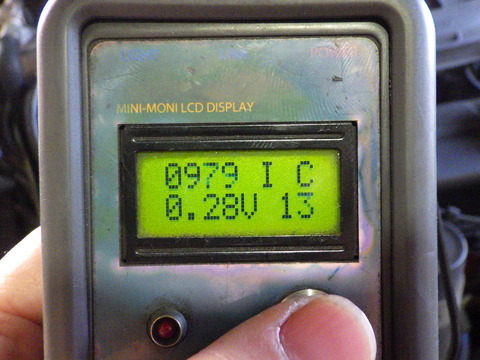 MINI-MONI LCD DISPLAY
0979 I C
0.28V 13